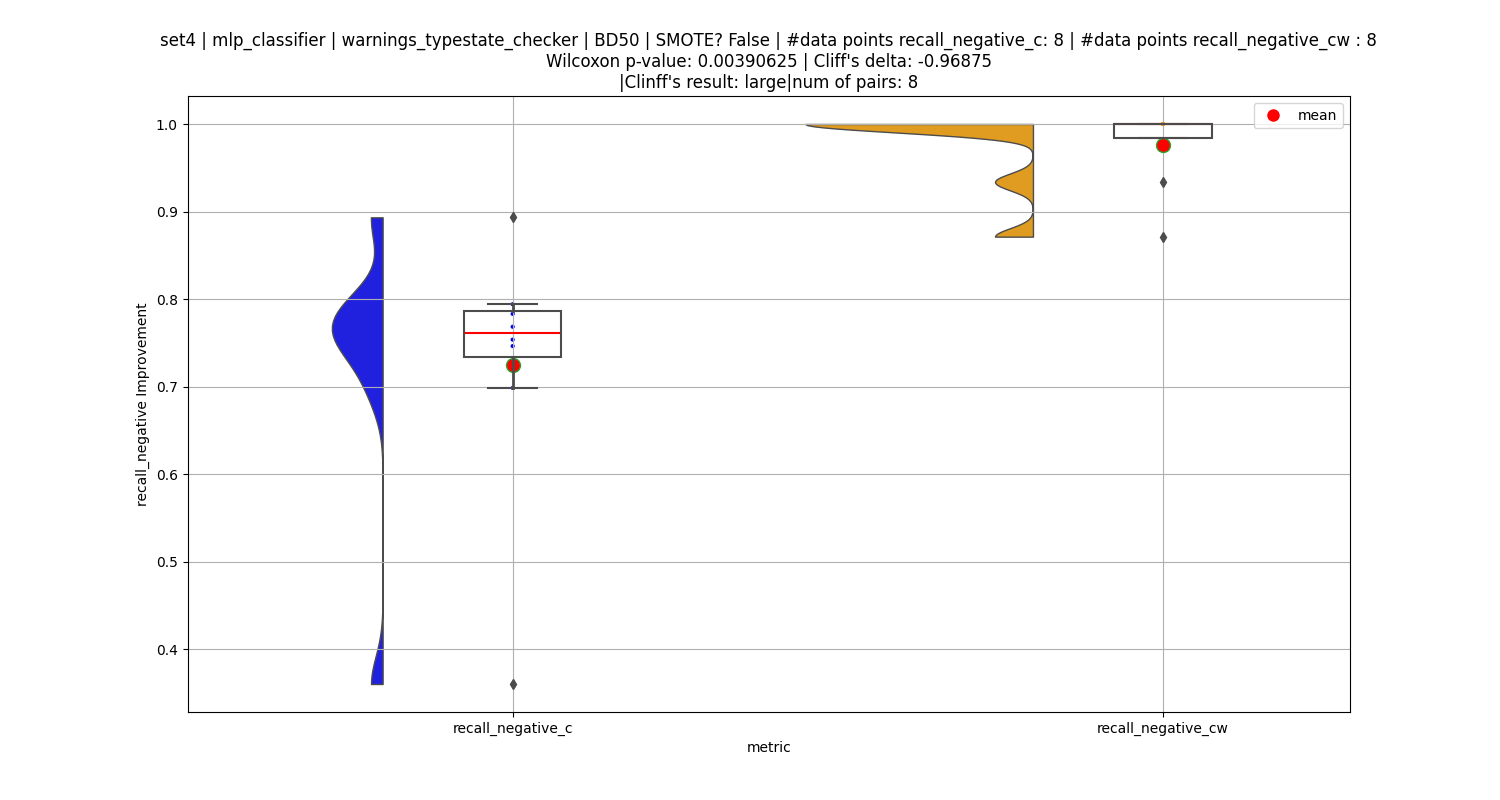 set4 | mlp_classifier | warnings_typestate_checker | BD50 | SMOTE? False | #data points recall_negative_c: 8 | #data points recall_negative_cw : 8
Wilcoxon p-value: 0.00390625 | Cliff's delta: -0.96875
|Clinff's result: large|num of pairs: 8
mean
1.0
0.9
0.8
0.7
0.6
0.5
0.4
recall_negative Improvement
recall_negative_c
recall_negative_cw
metric